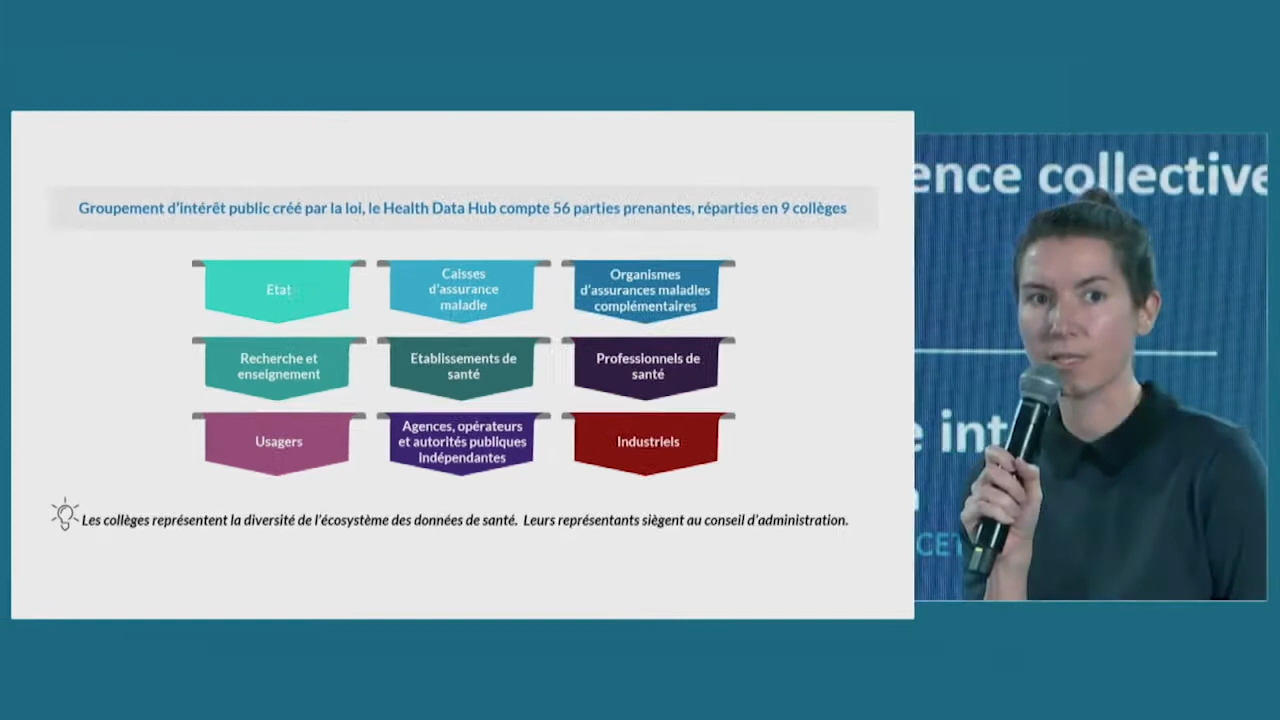 Groupement d'intérêt public créé par la loi, le Health Data Hub compte 56 parties prenantes, réparties en 9 collèges
Etat
Caisses
d'assurance
maladie
Organismes
d'assurances maladies
complémentaires
Recherche et
enseignement
Etablissements de
santé
Professionnels de
santé
Usagers
Agences, opérateurs
et autorités publiques
indépendantes
Industriels
Les collèges représentent la diversité de l'écosystème des données de santé. Leurs représentants siègent au conseil d'administration.
ence collective
e int
CET